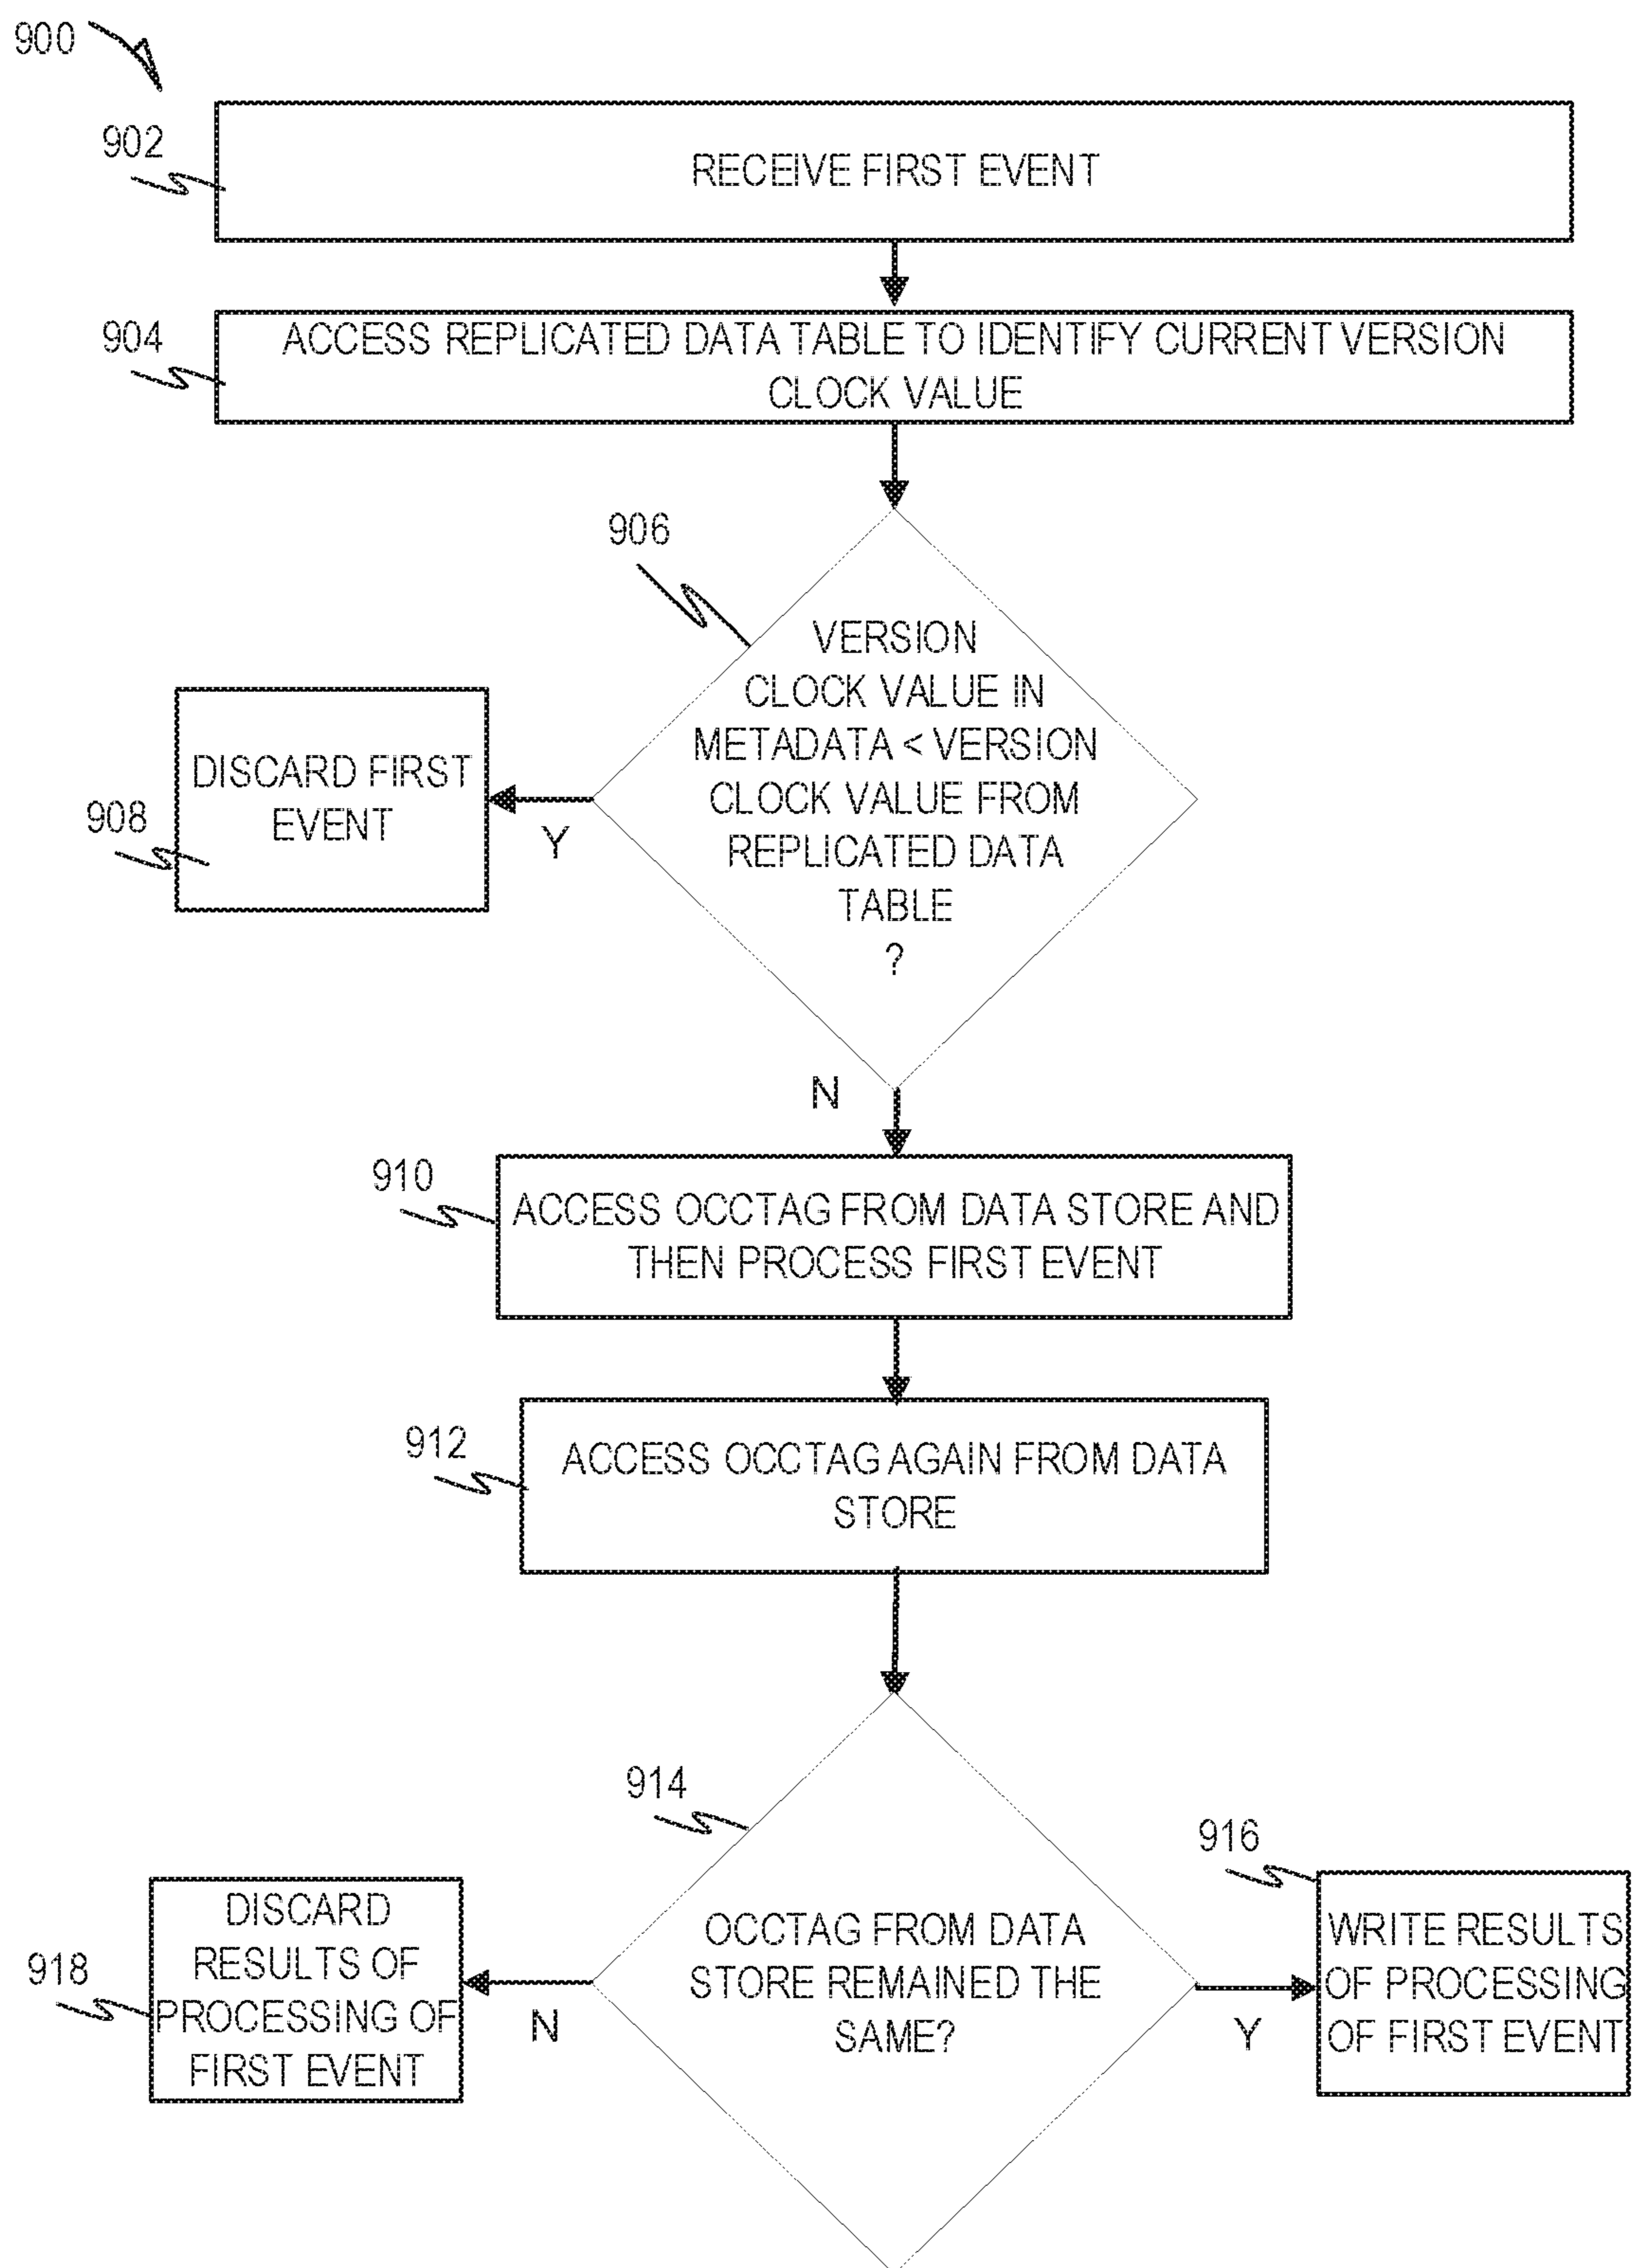 900
902
RECEIVE FIRST EVENT
904
ACCESS REPLICATED DATA TABLE TO IDENTIFY CURRENT VERSION
CLOCK VALUE
906
VERSION
CLOCK VALUE IN
METADATA < VERSION
CLOCK VALUE FROM
REPLICATED DATA
TABLE
?
908
DISCARD FIRST
EVENT
Y
N
910
ACCESS OCCTAG FROM DATA STORE AND
THEN PROCESS FIRST EVENT
912
ACCESS OCCTAG AGAIN FROM DATA
STORE
914
OCCTAG FROM DATA
STORE REMAINED THE
SAME?
916
WRITE RESULTS
OF PROCESSING
OF FIRST EVENT
Y
918
DISCARD
RESULTS OF
PROCESSING OF
FIRST EVENT
N